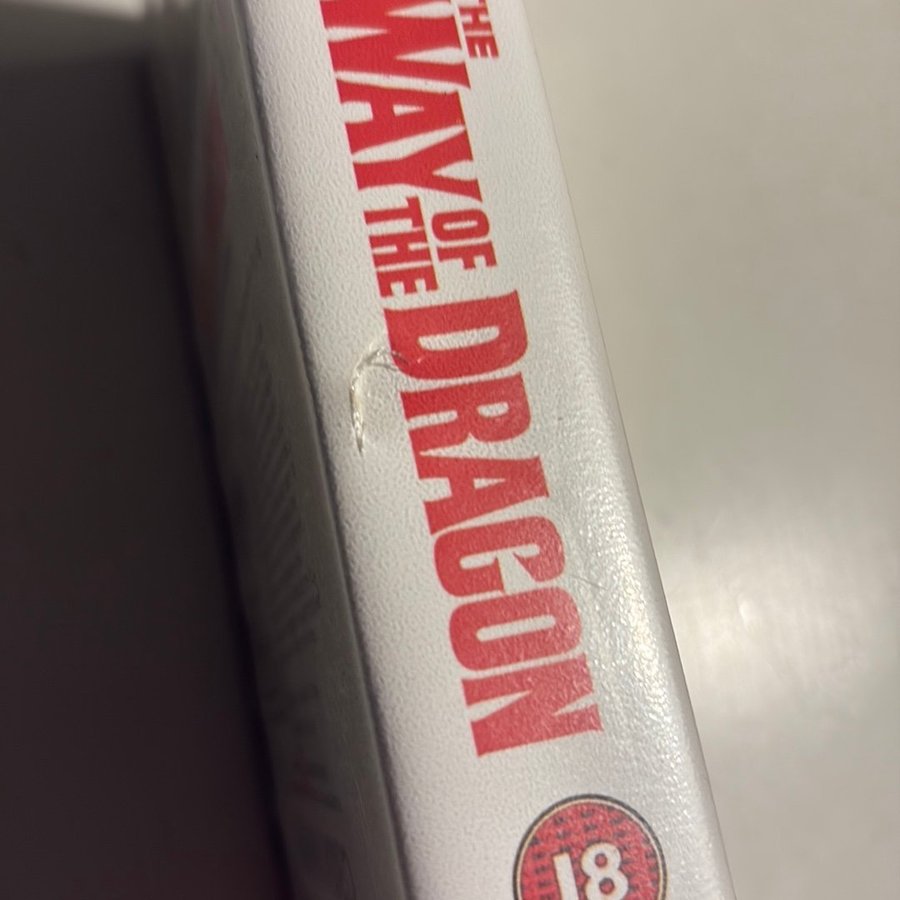 THE
WAY OF
THE
DRAGON
18